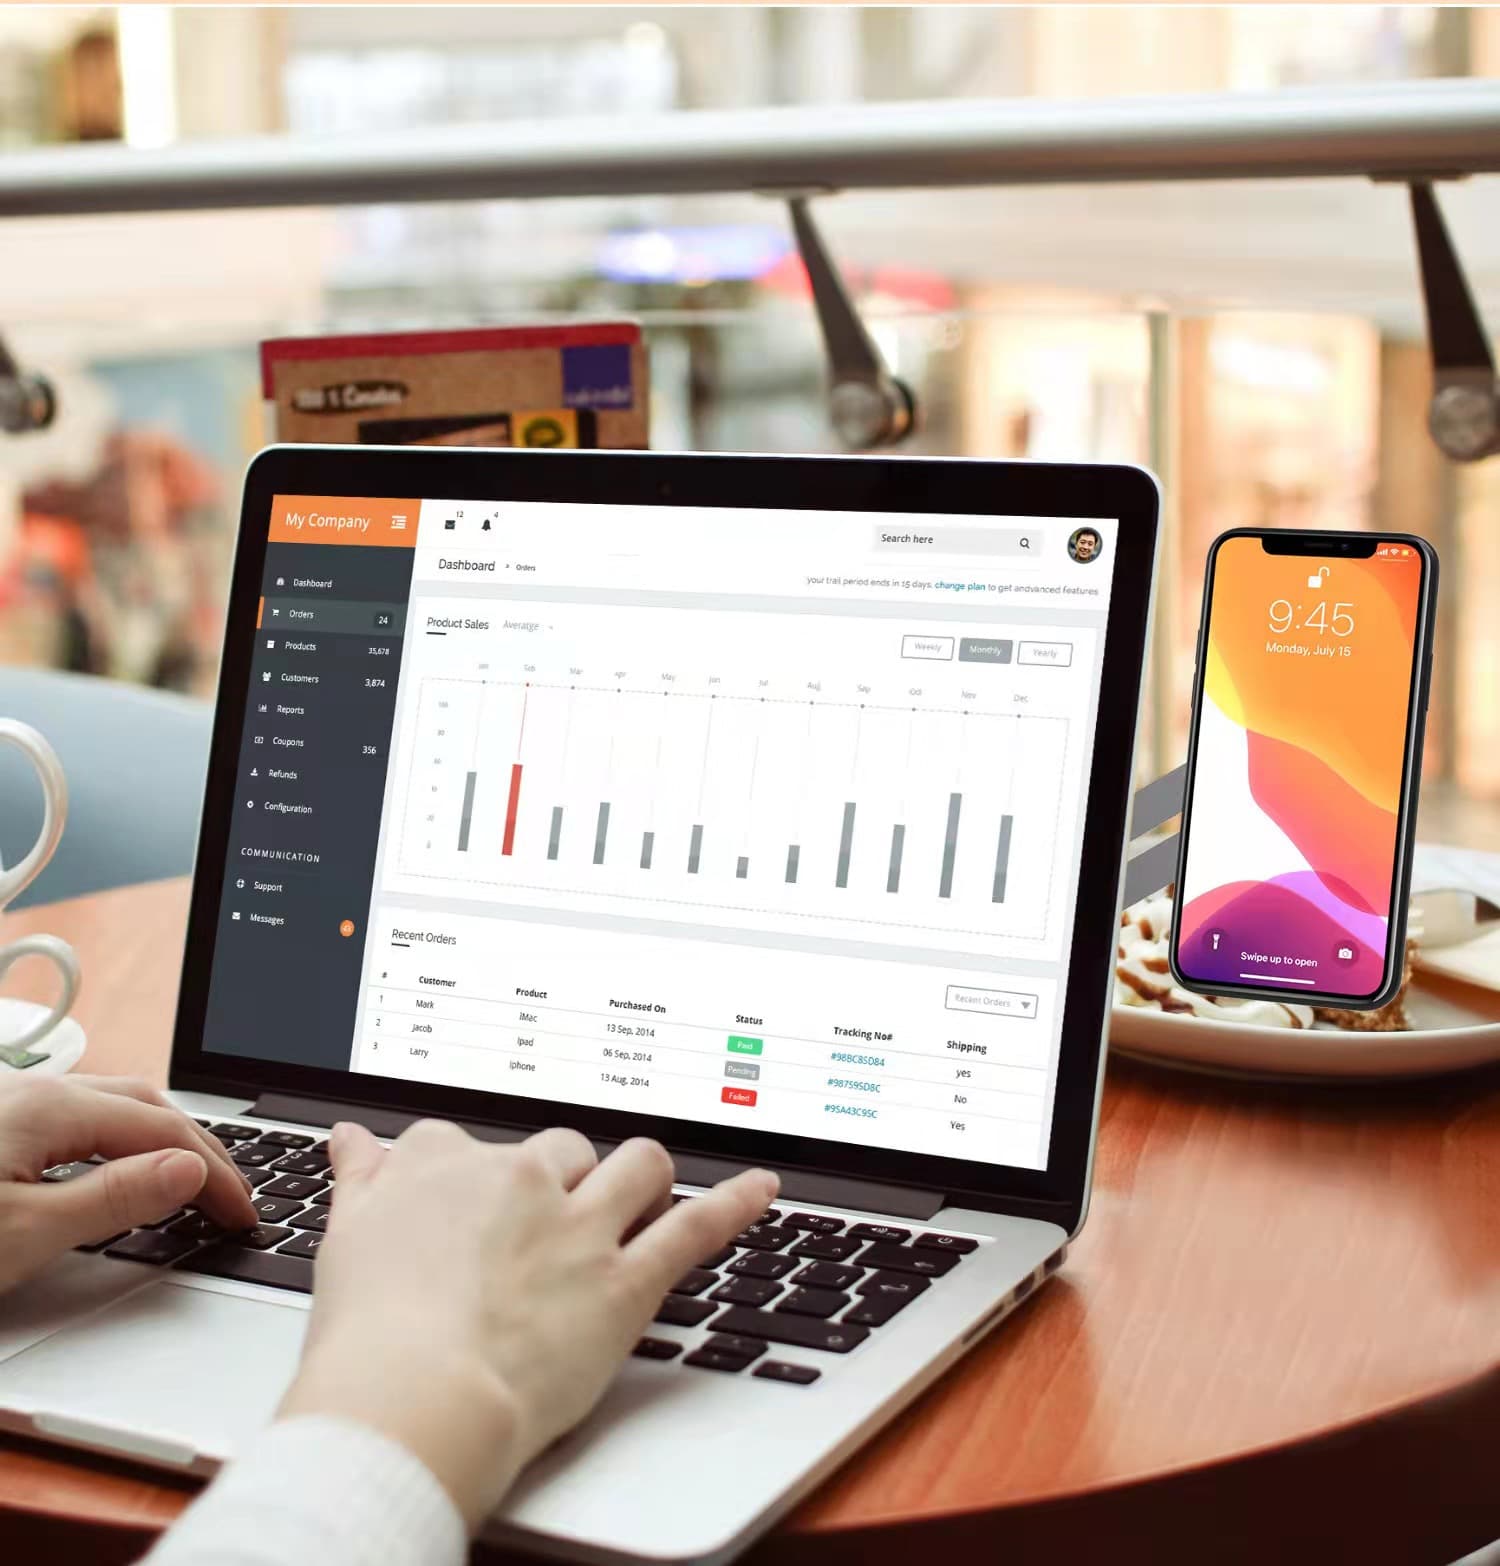 My Company
12
4
Search here
Dashboard
Orders
24
Products
35,678
Customers
3,874
Reports
Coupons
356
Refunds
Configuration
COMMUNICATION
Support
Messages
Dashboard » Orders
your trail period ends in 15 days, change plan to get andvanced features
Product Sales
Weekly Monthly Yearly
Mar Apr May Jun Jul Aug Sep Nov Dec
Recent Orders
Recent Orders
# Customer Product Purchased On Status Tracking No# Shipping
1 Mark iMac 13 Sep, 2014 Paid #98BC85D84 yes
2 Jacob Ipad 06 Sep, 2014 Pending #987595D8C No
3 Larry Iphone 13 Aug, 2014 Failed #95A43C95C Yes
9:45
Monday, July 15
Swipe up to open
E
D
C
V